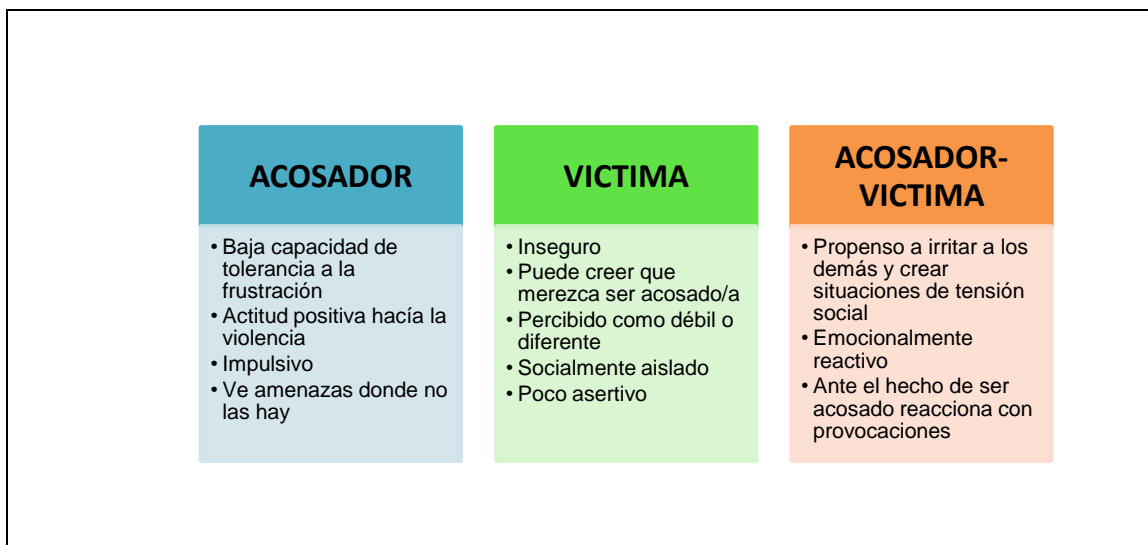 ACOSADOR
• Baja capacidad de
tolerancia a la
frustración
• Actitud positiva hacía la
violencia
• Impulsivo
• Ve amenazas donde no
las hay
VICTIMA
• Inseguro
• Puede creer que
merezca ser acosado/a
• Percibido como débil o
diferente
• Socialmente aislado
• Poco asertivo
ACOSADOR-
VICTIMA
• Propenso a irritar a los
demás y crear
situaciones de tensión
social
• Emocionalmente
reactivo
• Ante el hecho de ser
acosado reacciona con
provocaciones